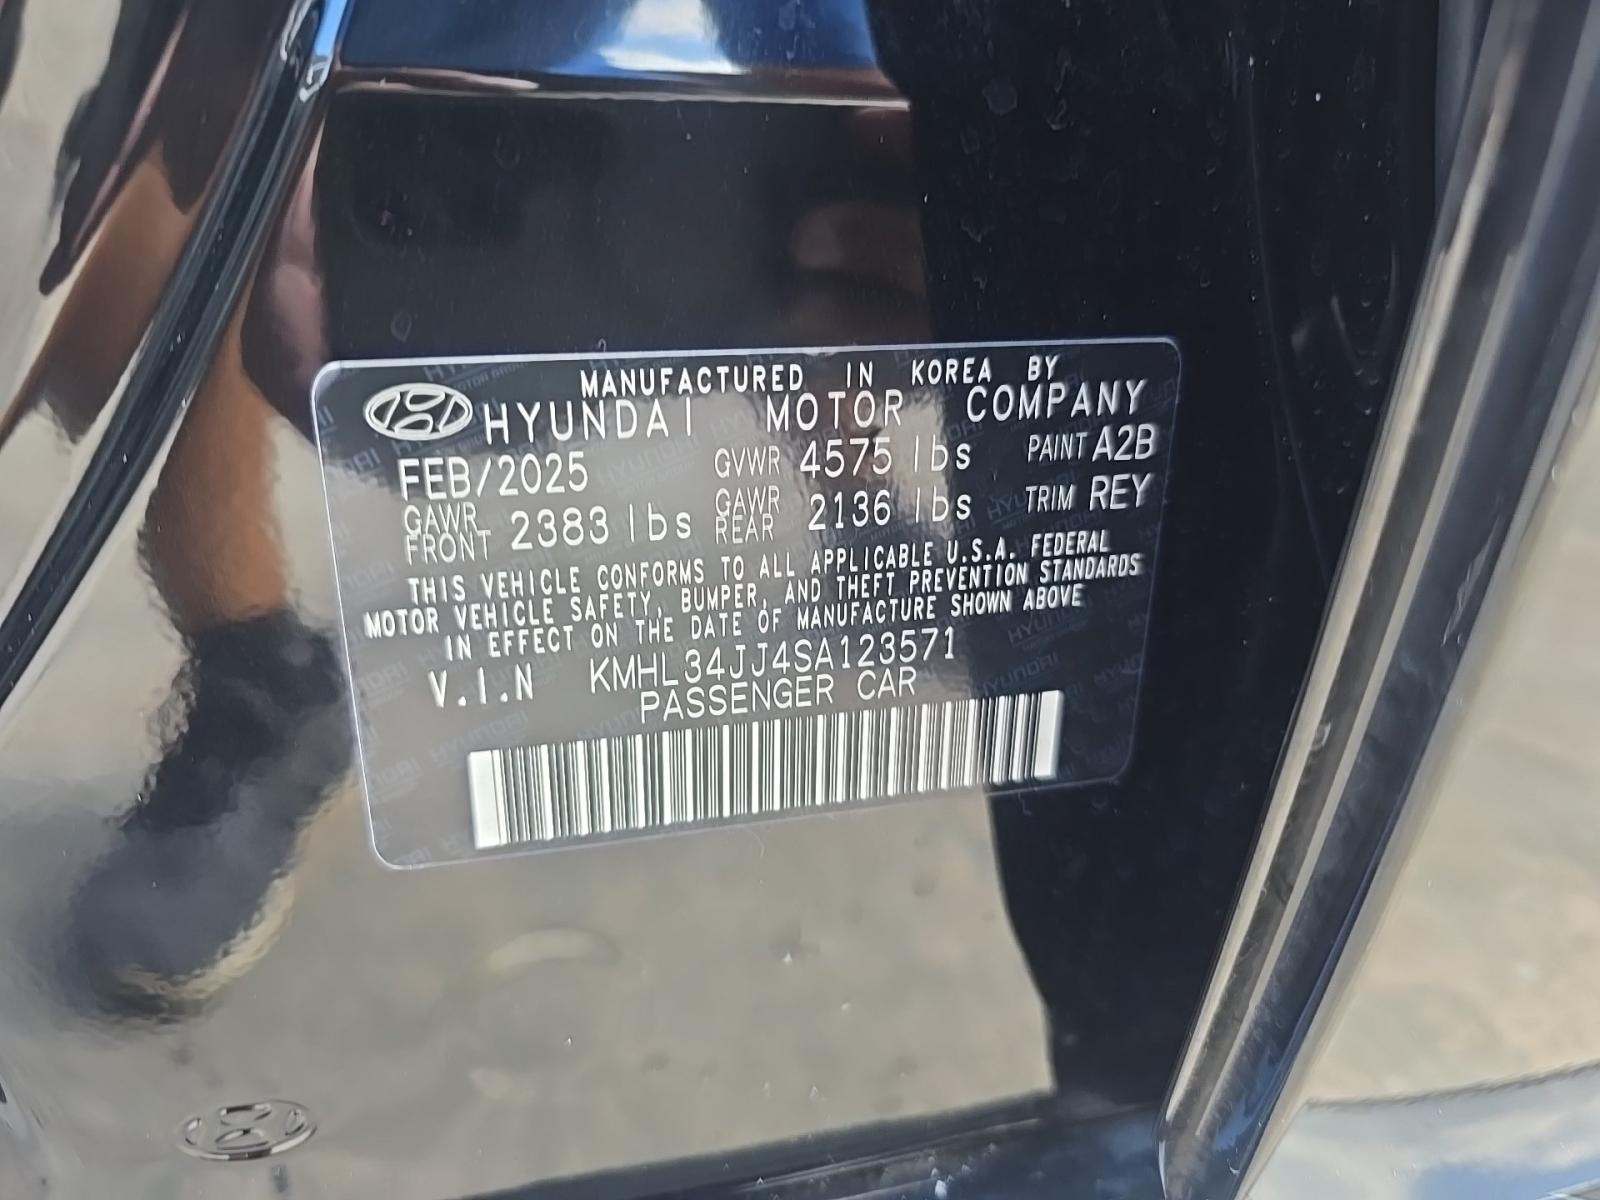 MANUFACTURED IN KOREA BY
HYUNDAI MOTOR COMPANY
FEB/2025 GVWR 4575 lbs PAINT A2B
GAWR FRONT 2383 lbs GAWR REAR 2136 lbs TRIM REY
THIS VEHICLE CONFORMS TO ALL APPLICABLE U.S.A. FEDERAL
MOTOR VEHICLE SAFETY, BUMPER, AND THEFT PREVENTION STANDARDS
IN EFFECT ON THE DATE OF MANUFACTURE SHOWN ABOVE
V.I.N KMHL34JJ4SA123571
PASSENGER CAR